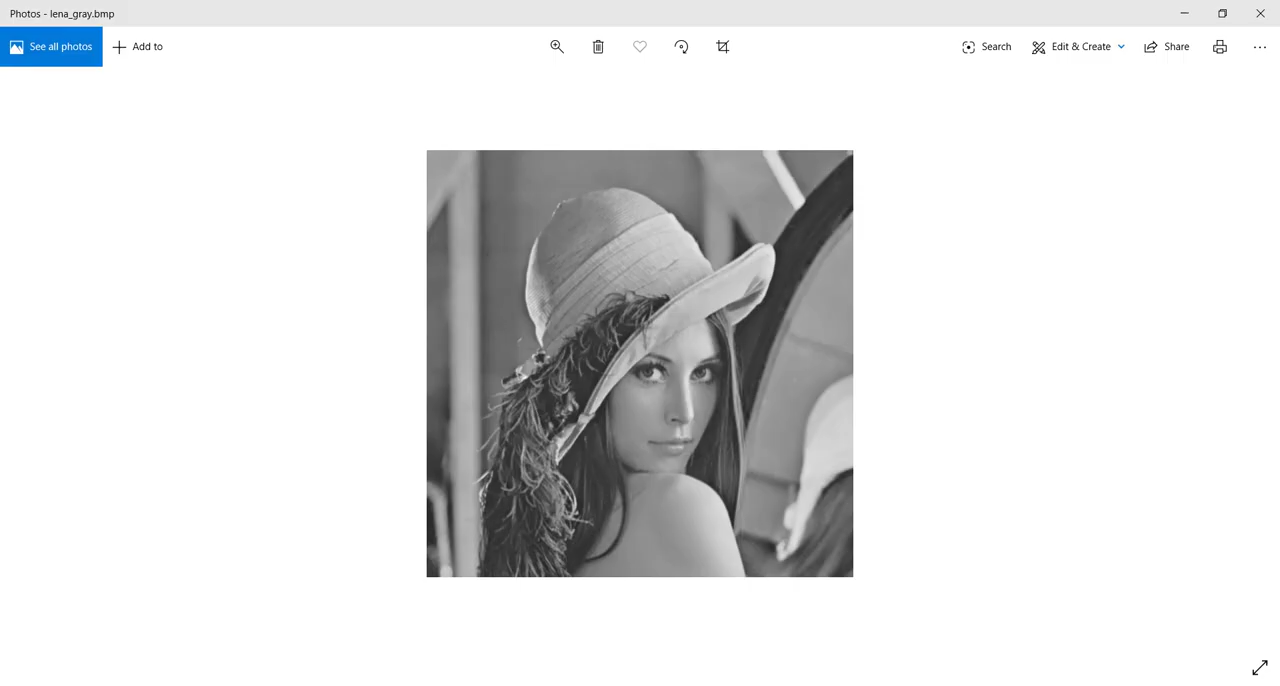 Photos - lena_gray.bmp
See all photos
Add to
Search
Edit & Create
Share